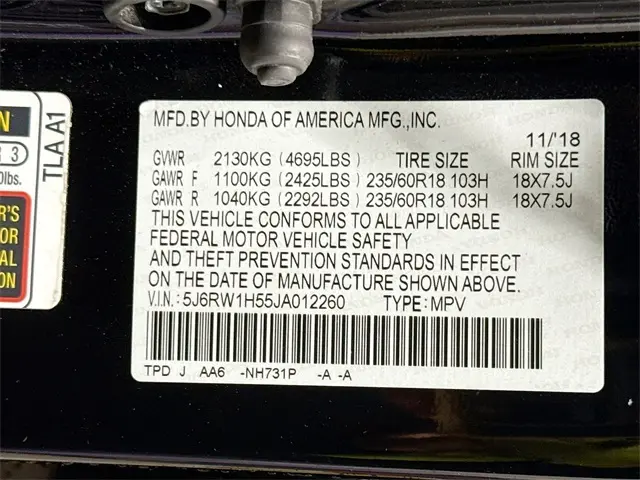 MFD.BY HONDA OF AMERICA MFG.,INC.
11/'18
GVWR 2130KG (4695LBS) TIRE SIZE RIM SIZE
GAWR F 1100KG (2425LBS) 235/60R18 103H 18X7.5J
GAWR R 1040KG (2292LBS) 235/60R18 103H 18X7.5J
THIS VEHICLE CONFORMS TO ALL APPLICABLE
FEDERAL MOTOR VEHICLE SAFETY
AND THEFT PREVENTION STANDARDS IN EFFECT
ON THE DATE OF MANUFACTURE SHOWN ABOVE.
V.I.N.: 5J6RW1H55JA012260 TYPE: MPV
TPD J AA6 -NH731P -A -A
TLA A1
3
lbs.